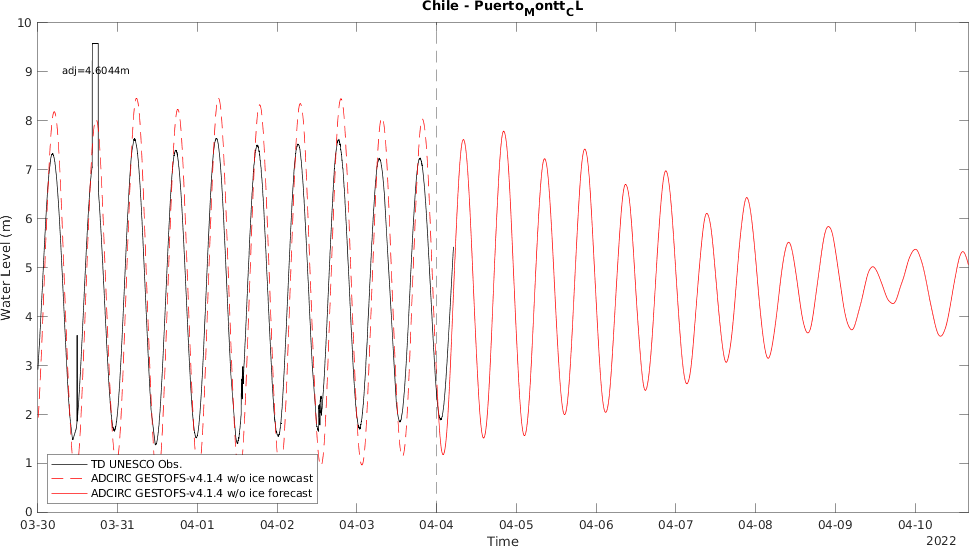 Chile - PuertoMonttCL
10
9
adj=4.6044m
8
7
6
5
4
3
2
1
0
Water Level (m)
TD UNESCO Obs.
ADCIRC GESTOFS-v4.1.4 w/o ice nowcast
ADCIRC GESTOFS-v4.1.4 w/o ice forecast
03-30 03-31 04-01 04-02 04-03 04-04 04-05 04-06 04-07 04-08 04-09 04-10
Time
2022